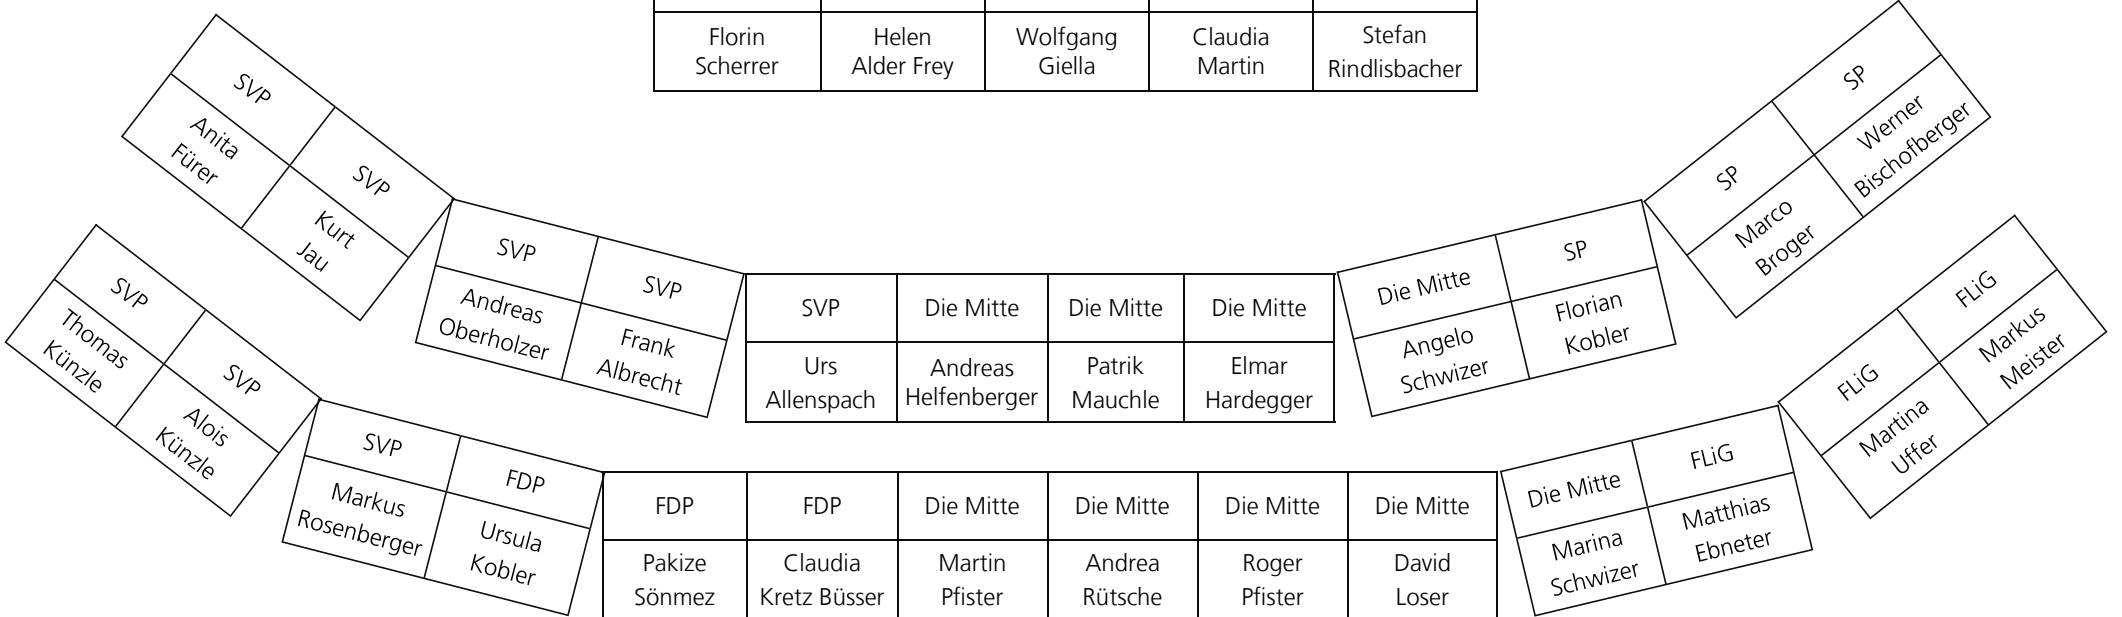 Florin
Scherrer
Helen
Alder Frey
Wolfgang
Giella
Claudia
Martin
Stefan
Rindlisbacher
SVP
Anita
Fürer
SVP
Kurt
Jau
SVP
Andreas
Oberholzer
SVP
Frank
Albrecht
SVP
Urs
Allenspach
Die Mitte
Andreas
Helfenberger
Die Mitte
Patrik
Mauchle
Die Mitte
Elmar
Hardegger
Die Mitte
Angelo
Schwizer
SP
Florian
Kobler
SP
Marco
Broger
SP
Werner
Bischofberger
SVP
Thomas
Künzle
SVP
Alois
Künzle
SVP
Markus
Rosenberger
FDP
Ursula
Kobler
FDP
Pakize
Sönmez
FDP
Claudia
Kretz Büsser
Die Mitte
Martin
Pfister
Die Mitte
Andrea
Rütsche
Die Mitte
Roger
Pfister
Die Mitte
David
Loser
Die Mitte
Marina
Schwizer
FLiG
Matthias
Ebneter
FLiG
Martina
Uffer
FLiG
Markus
Meister